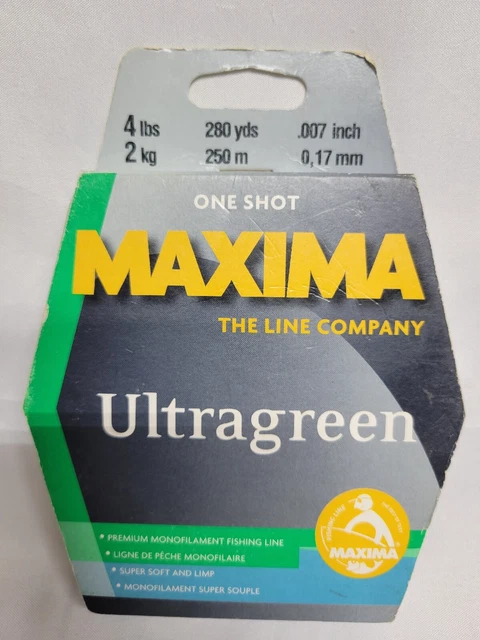 4 lbs 280 yds .007 inch
2 kg 250 m 0,17 mm
ONE SHOT
MAXIMA
THE LINE COMPANY
Ultragreen
• PREMIUM MONOFILAMENT FISHING LINE
• LIGNE DE PÊCHE MONOFILAIRE
• SUPER SOFT AND LIMP
• MONOFILAMENT SUPER SOUPLE
MAXIMA